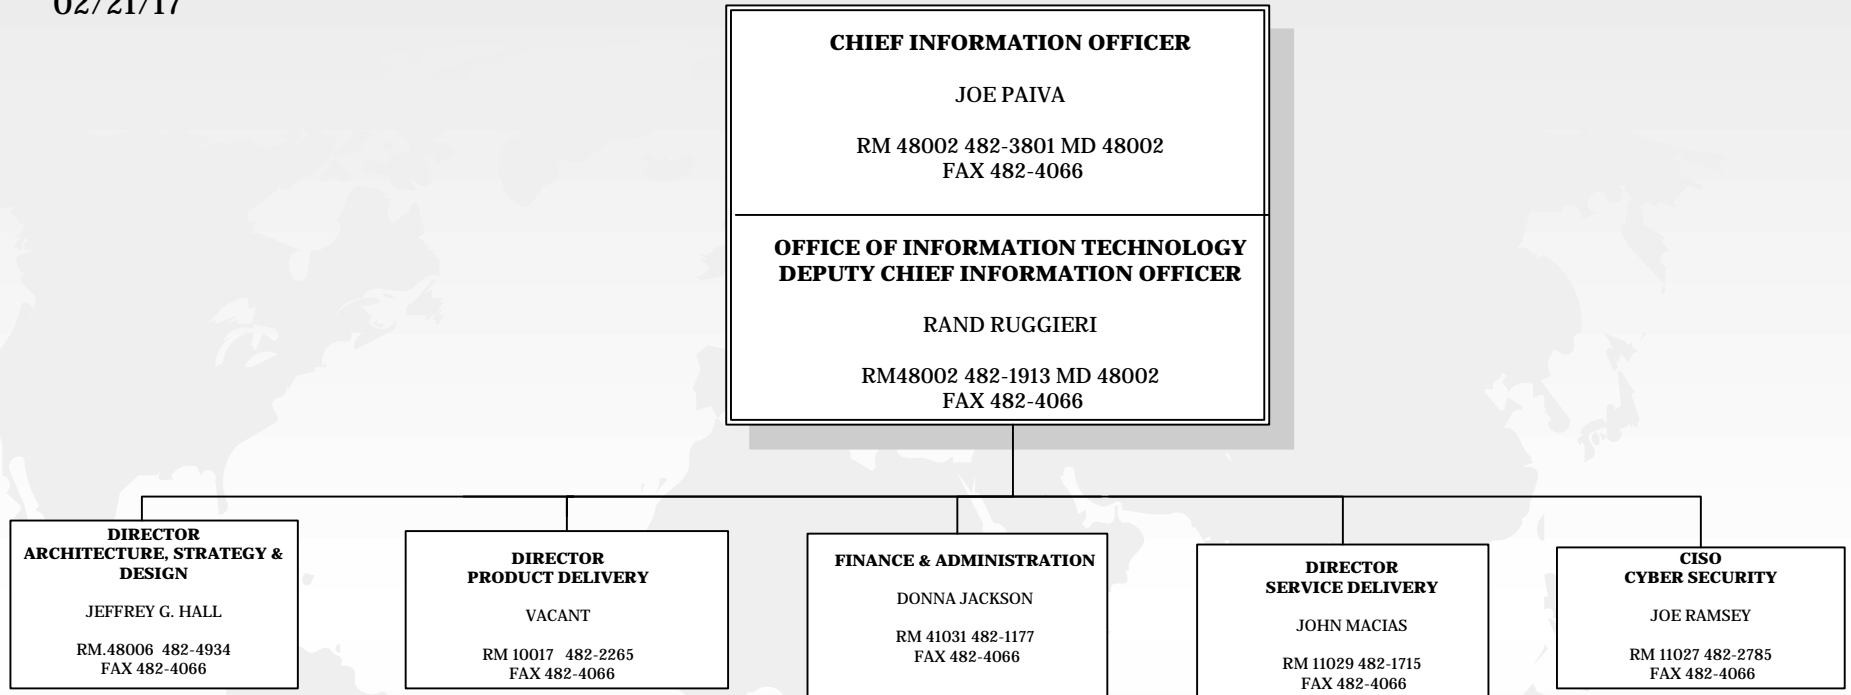 02/21/17
CHIEF INFORMATION OFFICER
JOE PAIVA
RM 48002 482-3801 MD 48002
FAX 482-4066
OFFICE OF INFORMATION TECHNOLOGY
DEPUTY CHIEF INFORMATION OFFICER
RAND RUGGIERI
RM48002 482-1913 MD 48002
FAX 482-4066
DIRECTOR
ARCHITECTURE, STRATEGY &
DESIGN
JEFFREY G. HALL
RM.48006 482-4934
FAX 482-4066
DIRECTOR
PRODUCT DELIVERY
VACANT
RM 10017 482-2265
FAX 482-4066
FINANCE & ADMINISTRATION
DONNA JACKSON
RM 41031 482-1177
FAX 482-4066
DIRECTOR
SERVICE DELIVERY
JOHN MACIAS
RM 11029 482-1715
FAX 482-4066
CISO
CYBER SECURITY
JOE RAMSEY
RM 11027 482-2785
FAX 482-4066